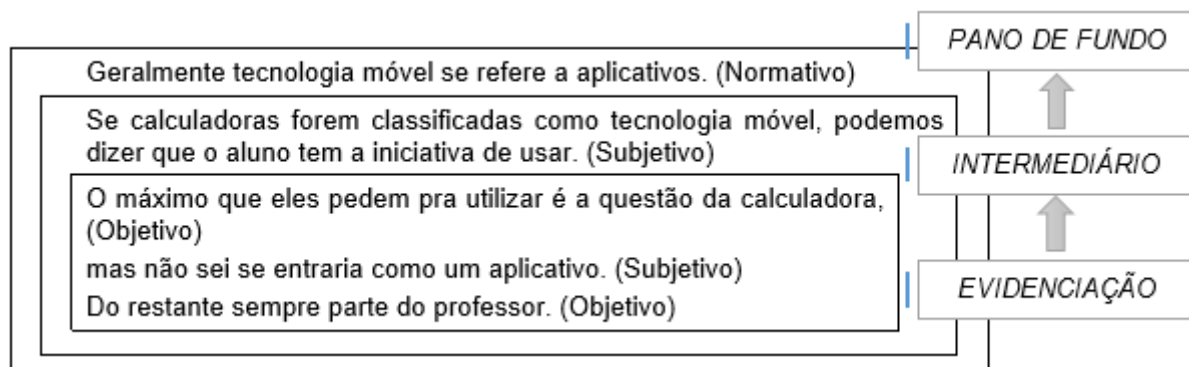 PANO DE FUNDO
Geralmente tecnologia móvel se refere a aplicativos. (Normativo)
Se calculadoras forem classificadas como tecnologia móvel, podemos
dizer que o aluno tem a iniciativa de usar. (Subjetivo)
INTERMEDIÁRIO
O máximo que eles pedem pra utilizar é a questão da calculadora,
(Objetivo)
mas não sei se entraria como um aplicativo. (Subjetivo)
Do restante sempre parte do professor. (Objetivo)
EVIDENCIAÇÃO